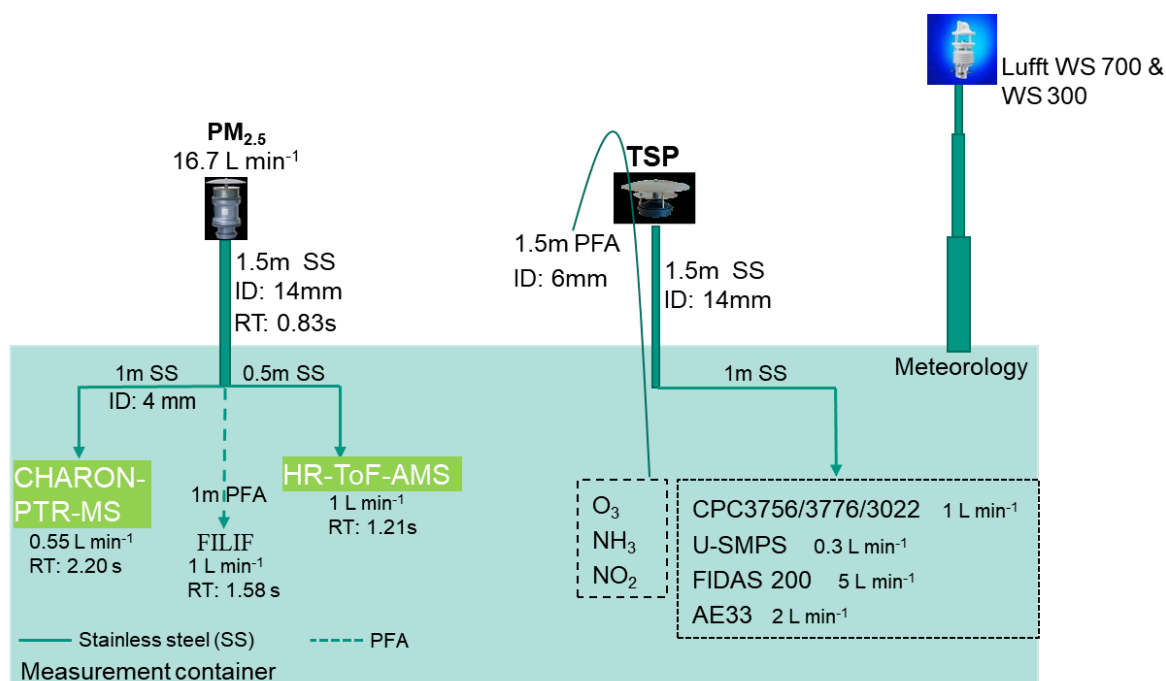 Lufft WS 700 &
WS 300
PM2.5
16.7 L min-1
TSP
1.5m PFA
ID: 6mm
1.5m SS
ID: 14mm
RT: 0.83s
1.5m SS
ID: 14mm
Meteorology
1m SS
0.5m SS
ID: 4 mm
1m SS
CHARON-
PTR-MS
0.55 L min-1
RT: 2.20 s
1m PFA
FILIF
1 L min-1
RT: 1.58 s
HR-ToF-AMS
1 L min-1
RT: 1.21s
O3
NH3
NO2
CPC3756/3776/3022 1 L min-1
U-SMPS 0.3 L min-1
FIDAS 200 5 L min-1
AE33 2 L min-1
Stainless steel (SS)
PFA
Measurement container